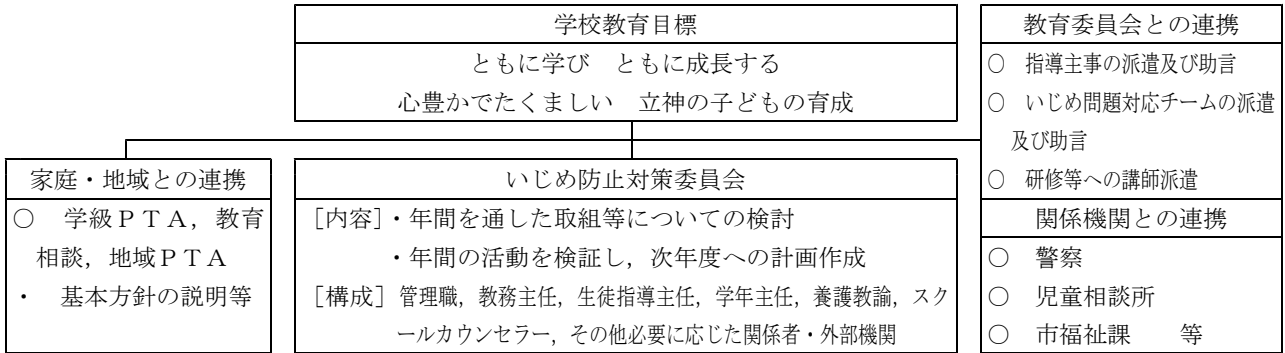 学校教育目標
ともに学び　ともに成長する
心豊かでたくましい　立神の子どもの育成
教育委員会との連携
○　指導主事の派遣及び助言
○　いじめ問題対応チームの派遣
及び助言
○　研修等への講師派遣
家庭・地域との連携
○　学級ＰＴＡ，教育
相談，地域ＰＴＡ
・　基本方針の説明等
いじめ防止対策委員会
［内容］・年間を通した取組等についての検討
・年間の活動を検証し，次年度への計画作成
［構成］管理職，教務主任，生徒指導主任，学年主任，養護教諭，スク
ールカウンセラー，その他必要に応じた関係者・外部機関
関係機関との連携
○　警察
○　児童相談所
○　市福祉課　　等